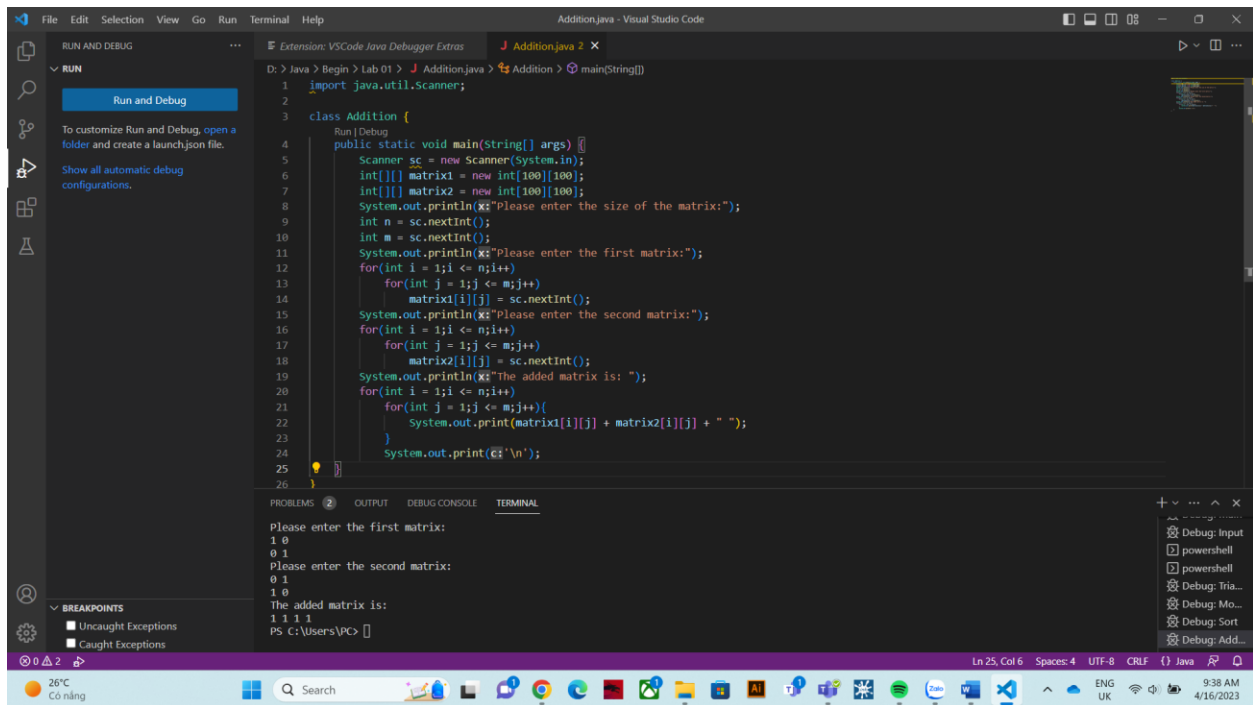 File Edit Selection View Go Run Terminal Help
Addition.java - Visual Studio Code
RUN AND DEBUG
RUN
Run and Debug
To customize Run and Debug, open a
folder and create a launch.json file.
Show all automatic debug
configurations.
Extension: VSCode Java Debugger Extras
J Addition.java 2
D: > Java > Begin > Lab 01 > J Addition.java > Addition > main(String[])
1 import java.util.Scanner;
2
3 class Addition {
Run | Debug
4 public static void main(String[] args) {
5 Scanner sc = new Scanner(System.in);
6 int[][] matrix1 = new int[100][100];
7 int[][] matrix2 = new int[100][100];
8 System.out.println(x:"Please enter the size of the matrix:");
9 int n = sc.nextInt();
10 int m = sc.nextInt();
11 System.out.println(x:"Please enter the first matrix:");
12 for(int i = 1;i <= n;i++)
13 for(int j = 1;j <= m;j++)
14 matrix1[i][j] = sc.nextInt();
15 System.out.println(x:"Please enter the second matrix:");
16 for(int i = 1;i <= n;i++)
17 for(int j = 1;j <= m;j++)
18 matrix2[i][j] = sc.nextInt();
19 System.out.println(x:"The added matrix is: ");
20 for(int i = 1;i <= n;i++)
21 for(int j = 1;j <= m;j++){
22 System.out.print(matrix1[i][j] + matrix2[i][j] + " ");
23 }
24 System.out.print(c:'\n');
25 }
26 }
PROBLEMS 2 OUTPUT DEBUG CONSOLE TERMINAL
Please enter the first matrix:
1 0
0 1
Please enter the second matrix:
0 1
1 0
The added matrix is:
1 1 1 1
PS C:\Users\PC>
Debug: Input
powershell
powershell
Debug: Tria...
Debug: Mo...
Debug: Sort
Debug: Add...
BREAKPOINTS
Uncaught Exceptions
Caught Exceptions
0 2
Ln 25, Col 6 Spaces: 4 UTF-8 CRLF {} Java
26°C
Có nắng
Search
Ai
Zalo
ENG
UK
9:38 AM
4/16/2023